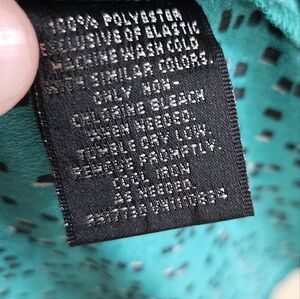 100% POLYESTER
EXCLUSIVE OF ELASTIC
MACHINE WASH COLD
WITH SIMILAR COLORS.
ONLY NON-
CHLORINE BLEACH
WHEN NEEDED.
TUMBLE DRY LOW.
REMOVE PROMPTLY.
COOL IRON
AS NEEDED.